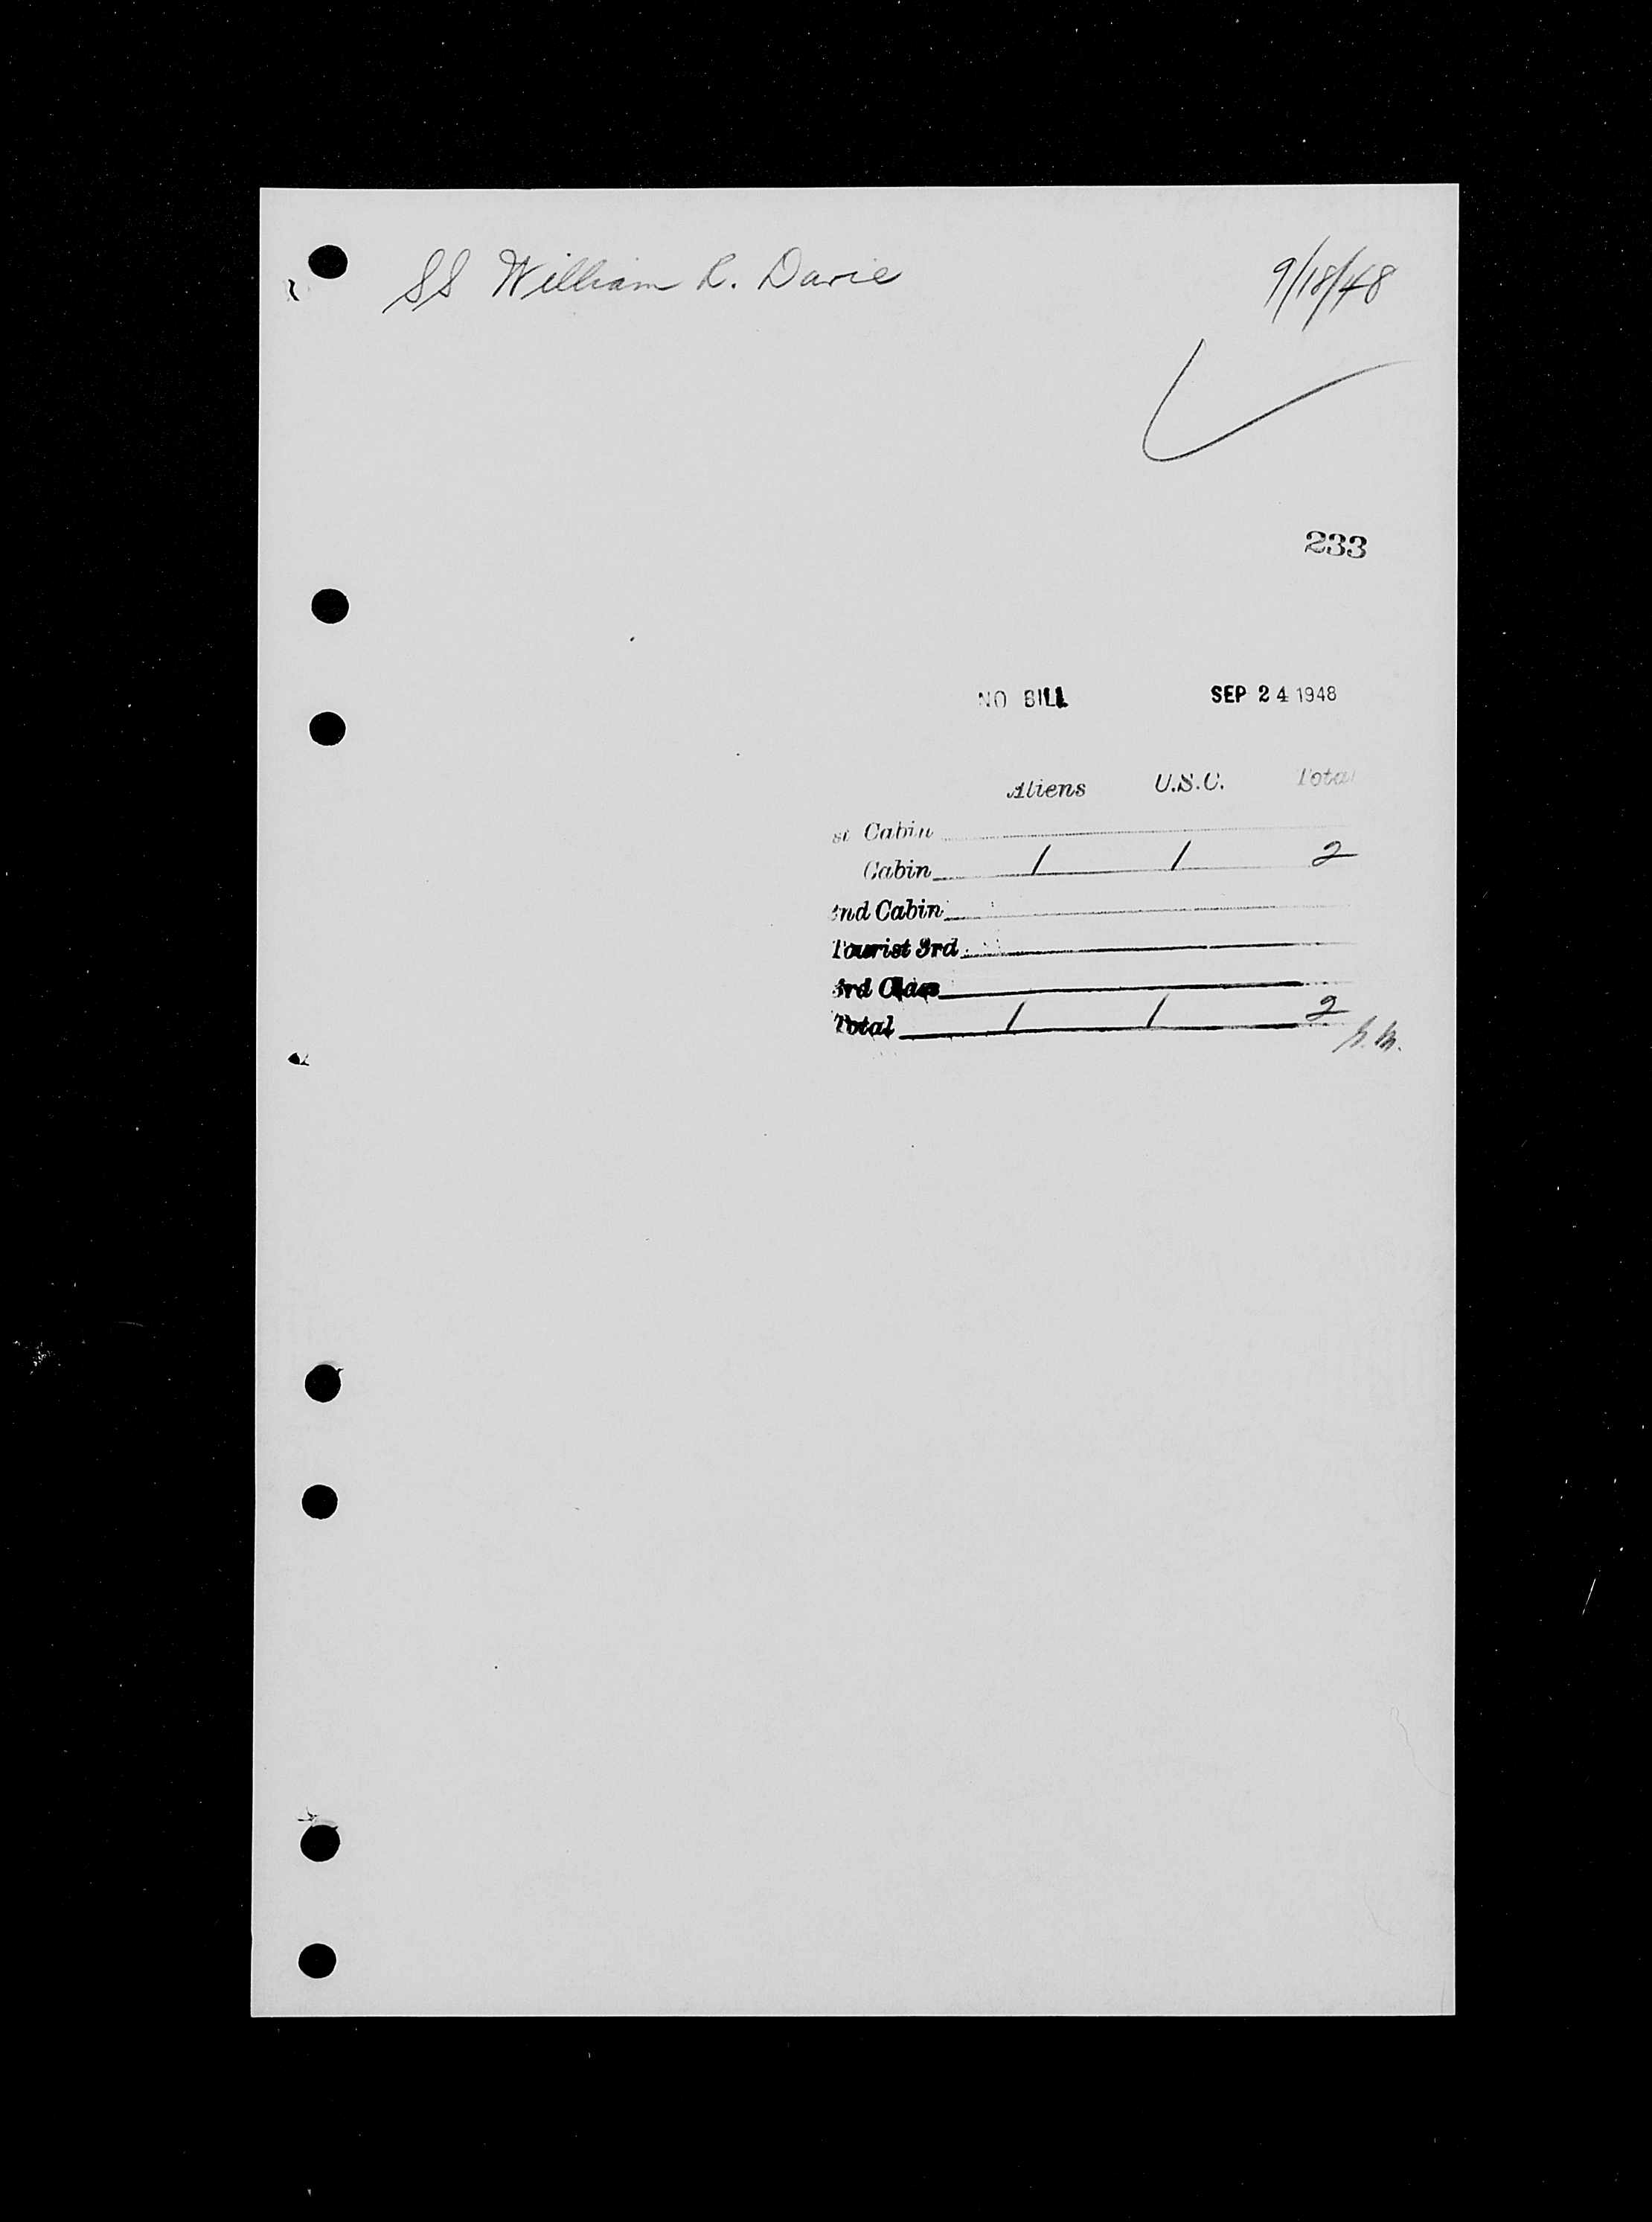 SS William R. Davie 9/18/48
233
NO BILL SEP 24 1948
Aliens U.S.C. Total
st Cabin
Cabin 1 1 2
2nd Cabin
Tourist 3rd
3rd Class
Total 1 1 2